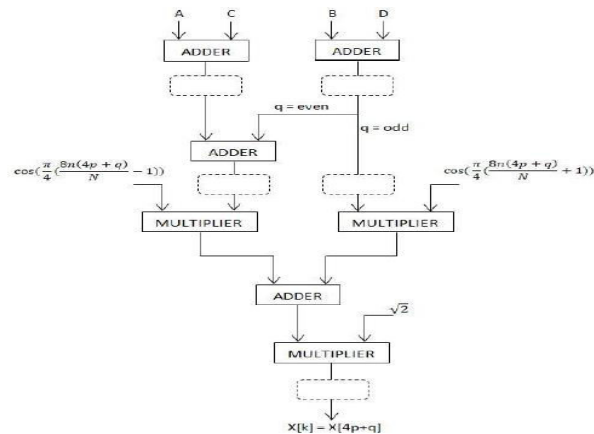 A C B D
ADDER ADDER
q = even
q = odd
ADDER
cos(π/4(8n(4p + q)/N − 1)) cos(π/4(8n(4p + q)/N + 1))
MULTIPLIER MULTIPLIER
ADDER
√2
MULTIPLIER
X[k] = X[4p+q]